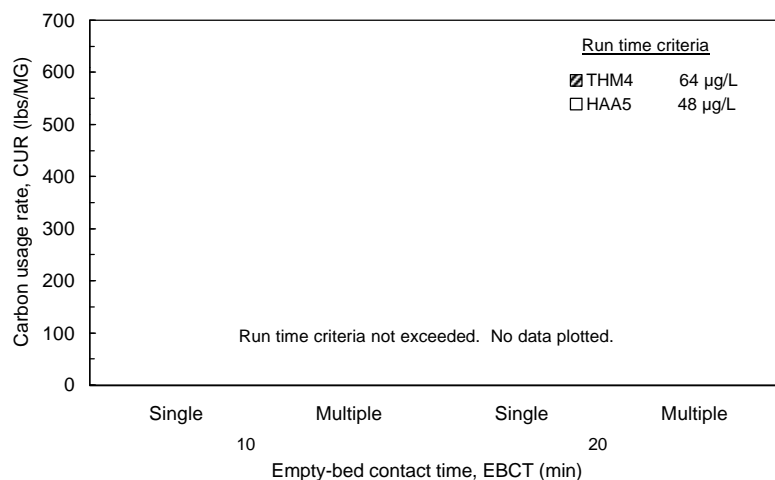 Carbon usage rate, CUR (lbs/MG)
700
600
500
400
300
200
100
0
Run time criteria
THM4 64 µg/L
HAA5 48 µg/L
Run time criteria not exceeded. No data plotted.
Single Multiple Single Multiple
10 20
Empty-bed contact time, EBCT (min)